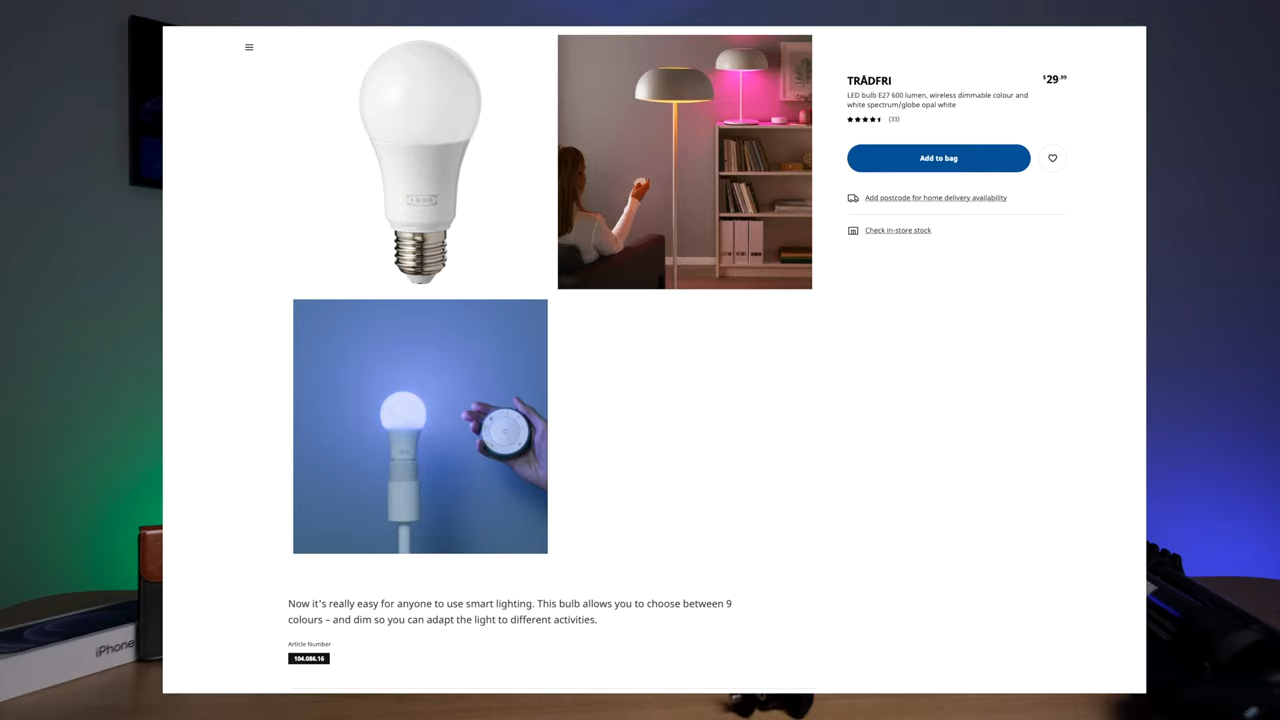 IKEA
TRÅDFRI
$29.99
LED bulb E27 600 lumen, wireless dimmable colour and
white spectrum/globe opal white
(33)
Add to bag
Add postcode for home delivery availability
Check in-store stock
Now it's really easy for anyone to use smart lighting. This bulb allows you to choose between 9
colours – and dim so you can adapt the light to different activities.
Article Number
104.086.16
iPhone